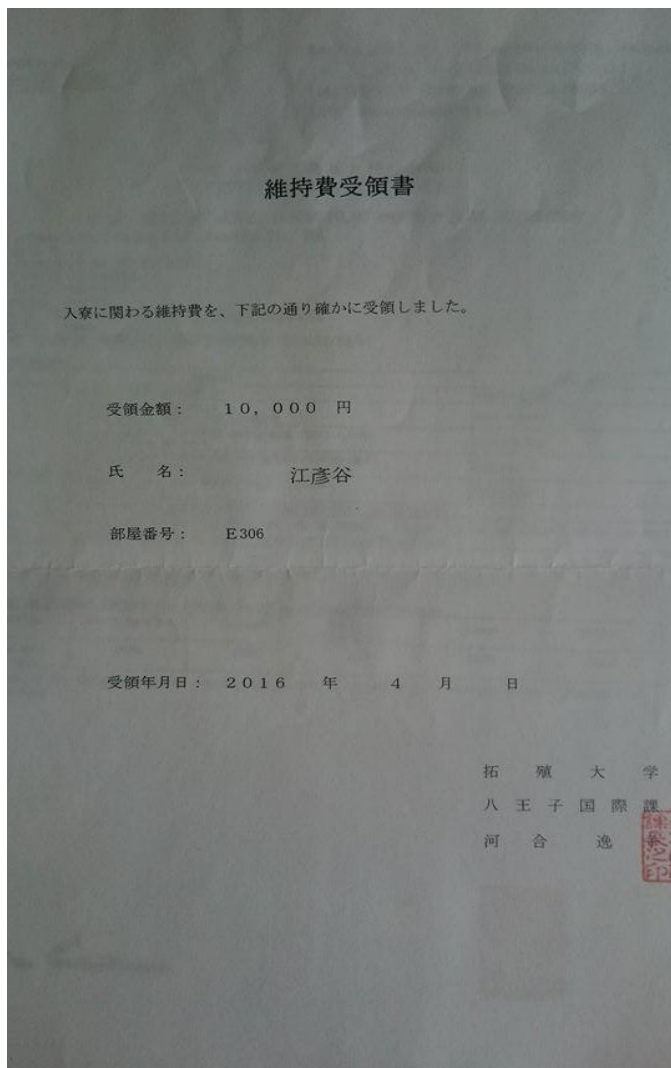 維持費受領書
入寮に関わる維持費を、下記の通り確かに受領しました。
受領金額： 10,000 円
氏 名： 江彥谷
部屋番号： E306
受領年月日： 2016 年 4 月 日
拓殖大学
八王子国際課
河合逸